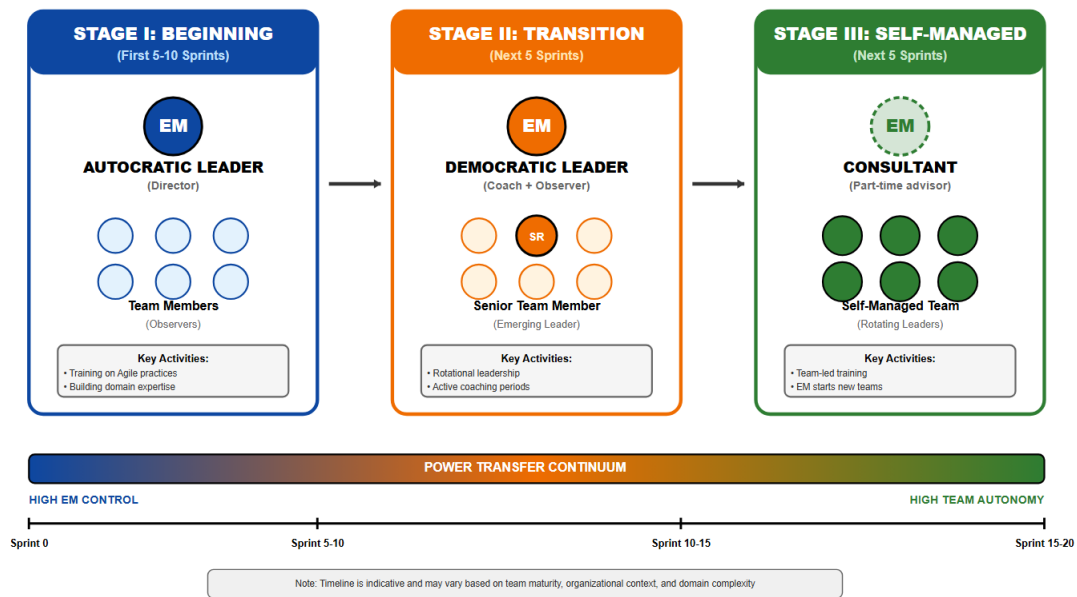 STAGE I: BEGINNING
(First 5-10 Sprints)
EM
AUTOCRATIC LEADER
(Director)
Team Members
(Observers)
Key Activities:
• Training on Agile practices
• Building domain expertise
STAGE II: TRANSITION
(Next 5 Sprints)
EM
DEMOCRATIC LEADER
(Coach + Observer)
SR
Senior Team Member
(Emerging Leader)
Key Activities:
• Rotational leadership
• Active coaching periods
STAGE III: SELF-MANAGED
(Next 5 Sprints)
EM
CONSULTANT
(Part-time advisor)
Self-Managed Team
(Rotating Leaders)
Key Activities:
• Team-led training
• EM starts new teams
POWER TRANSFER CONTINUUM
HIGH EM CONTROL
HIGH TEAM AUTONOMY
Sprint 0
Sprint 5-10
Sprint 10-15
Sprint 15-20
Note: Timeline is indicative and may vary based on team maturity, organizational context, and domain complexity